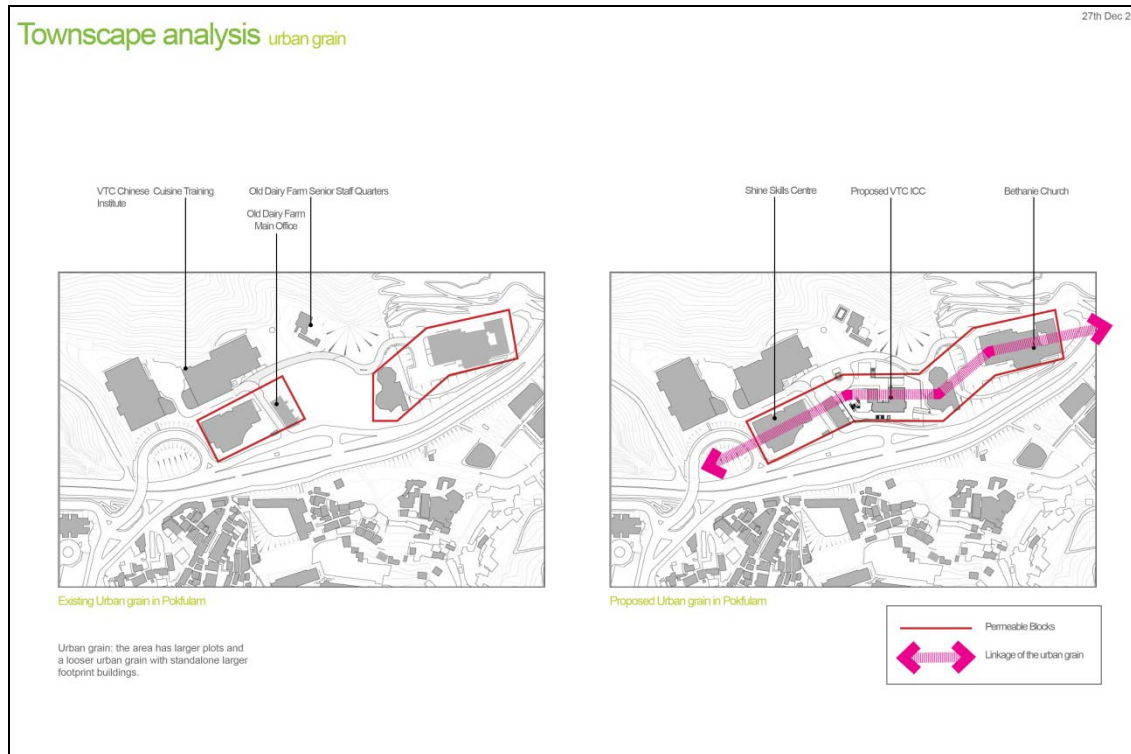 27th Dec 2
Townscape analysis urban grain
VTC Chinese Cuisine Training
Institute
Old Dairy Farm Senior Staff Quarters
Old Dairy Farm
Main Office
Shine Skills Centre
Proposed VTC ICC
Bethanie Church
Existing Urban grain in Pokfulam
Proposed Urban grain in Pokfulam
Urban grain: the area has larger plots and
a looser urban grain with standalone larger
footprint buildings.
Permeable Blocks
Linkage of the urban grain